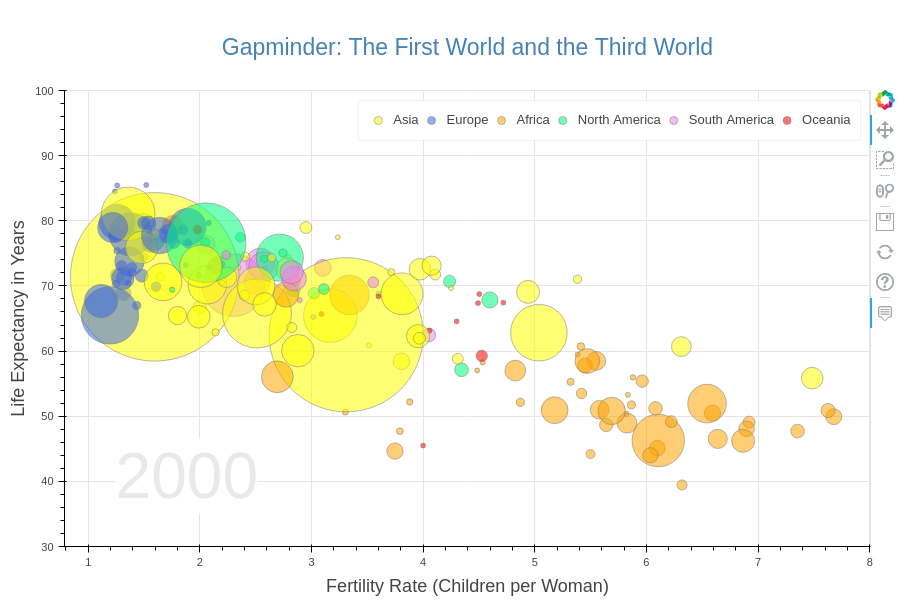 Gapminder: The First World and the Third World
Asia Europe Africa North America South America Oceania
100
90
80
70
60
50
40
30
Life Expectancy in Years
2000
1 2 3 4 5 6 7 8
Fertility Rate (Children per Woman)